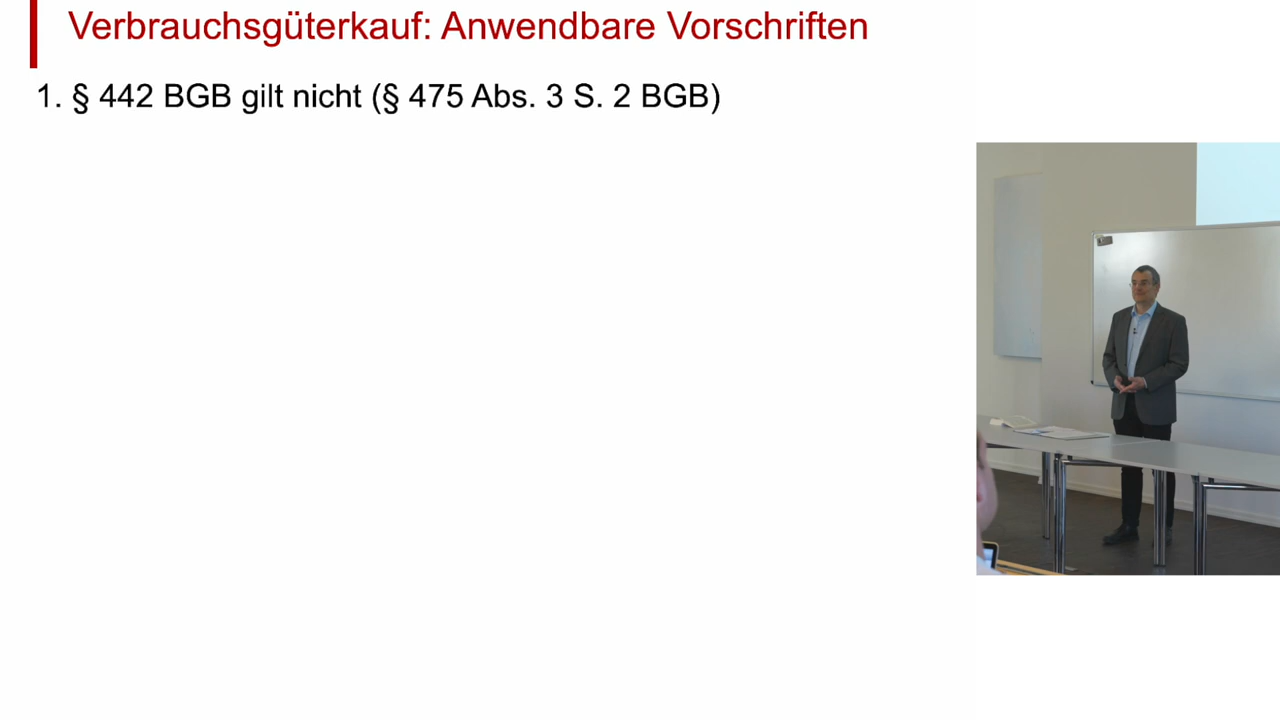 Verbrauchsgüterkauf: Anwendbare Vorschriften
1. § 442 BGB gilt nicht (§ 475 Abs. 3 S. 2 BGB)